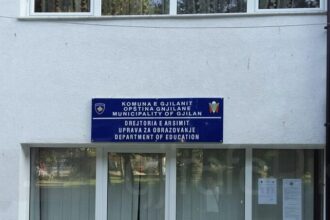 KOMUNA E GJILANIT
OPŠTINA GNJILANE
MUNICIPALITY OF GJILAN
DREJTORIA E ARSIMIT
UPRAVA ZA OBRAZOVANJE
DEPARTMENT OF EDUCATION